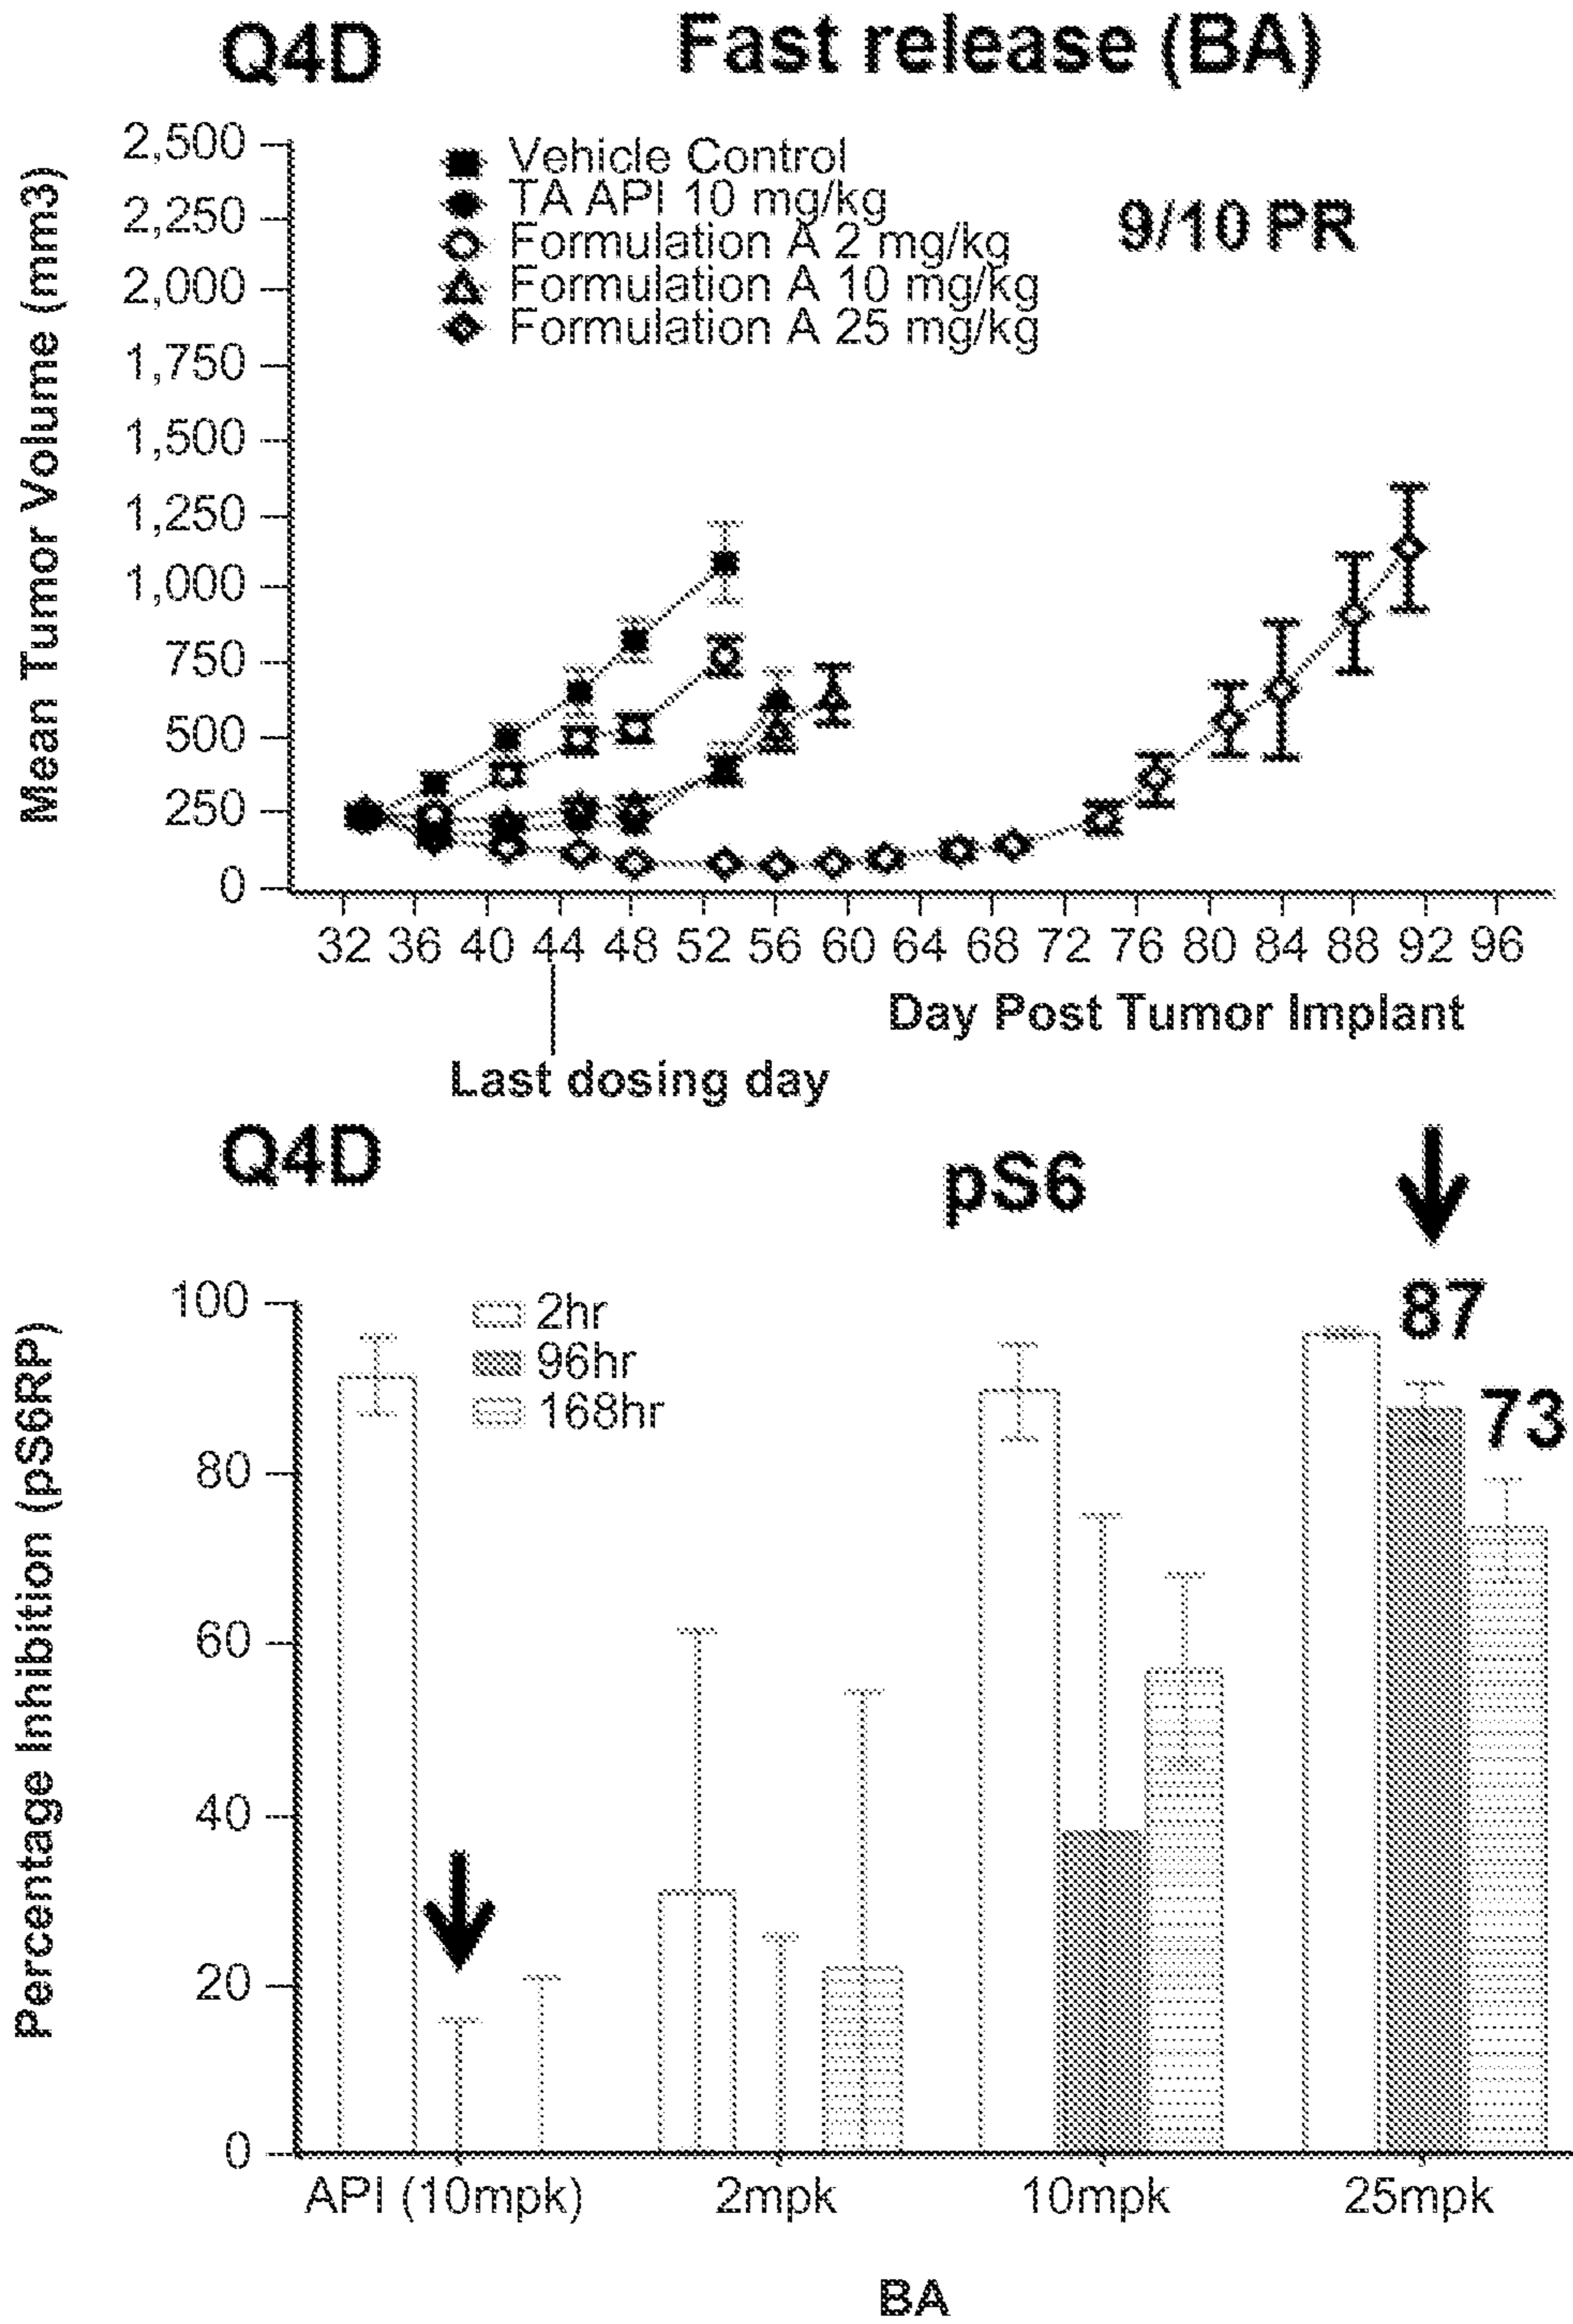 Q4D
Fast release (BA)
Mean Tumor Volume (mm3)
2,500
2,250
2,000
1,750
1,500
1,250
1,000
750
500
250
0
Vehicle Control
TA API 10 mg/kg
Formulation A 2 mg/kg
Formulation A 10 mg/kg
Formulation A 25 mg/kg
9/10 PR
32 36 40 44 48 52 56 60 64 68 72 76 80 84 88 92 96
Day Post Tumor Implant
Last dosing day
Q4D
pS6
Percentage Inhibition (pS6RP)
100
80
60
40
20
0
2hr
96hr
168hr
87
73
API (10mpk) 2mpk 10mpk 25mpk
BA